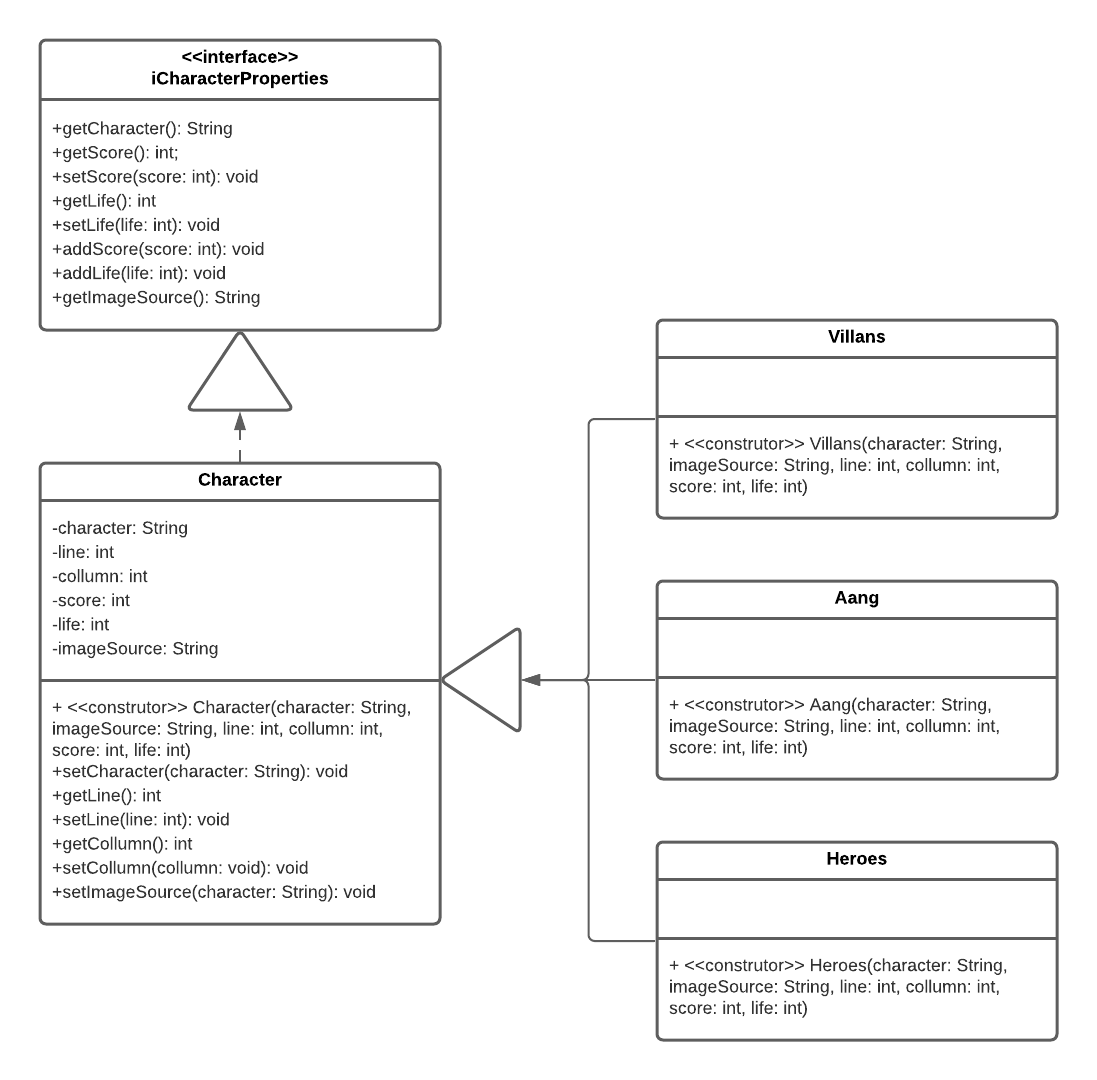 <<interface>>
iCharacterProperties
+getCharacter(): String
+getScore(): int;
+setScore(score: int): void
+getLife(): int
+setLife(life: int): void
+addScore(score: int): void
+addLife(life: int): void
+getImageSource(): String
Character
-character: String
-line: int
-collumn: int
-score: int
-life: int
-imageSource: String
+ <<construtor>> Character(character: String,
imageSource: String, line: int, collumn: int,
score: int, life: int)
+setCharacter(character: String): void
+getLine(): int
+setLine(line: int): void
+getCollumn(): int
+setCollumn(collumn: void): void
+setImageSource(character: String): void
Villans
+ <<construtor>> Villans(character: String,
imageSource: String, line: int, collumn: int,
score: int, life: int)
Aang
+ <<construtor>> Aang(character: String,
imageSource: String, line: int, collumn: int,
score: int, life: int)
Heroes
+ <<construtor>> Heroes(character: String,
imageSource: String, line: int, collumn: int,
score: int, life: int)